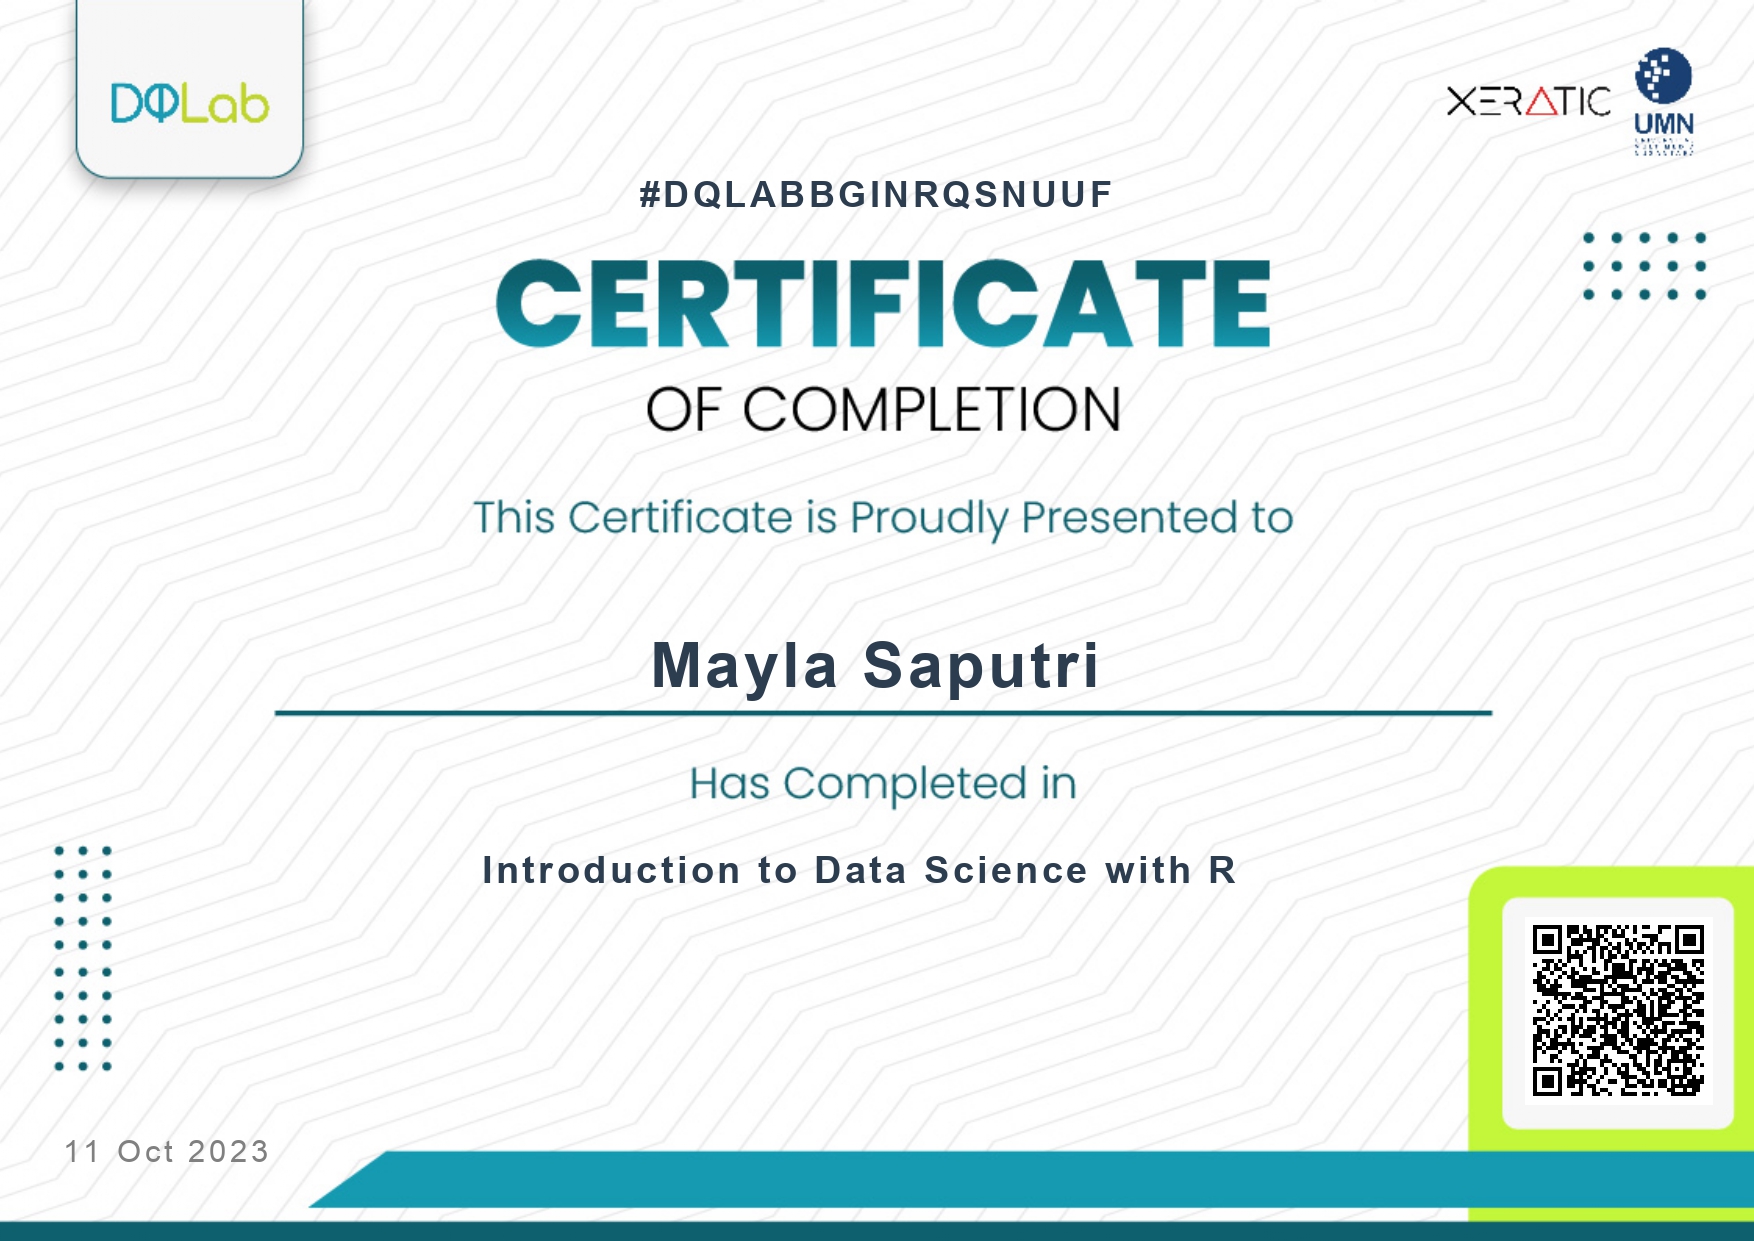 DQLab
XERATIC
UMN
#DQLABBGINRQSNUUF
CERTIFICATE
OF COMPLETION
This Certificate is Proudly Presented to
Mayla Saputri
Has Completed in
Introduction to Data Science with R
11 Oct 2023